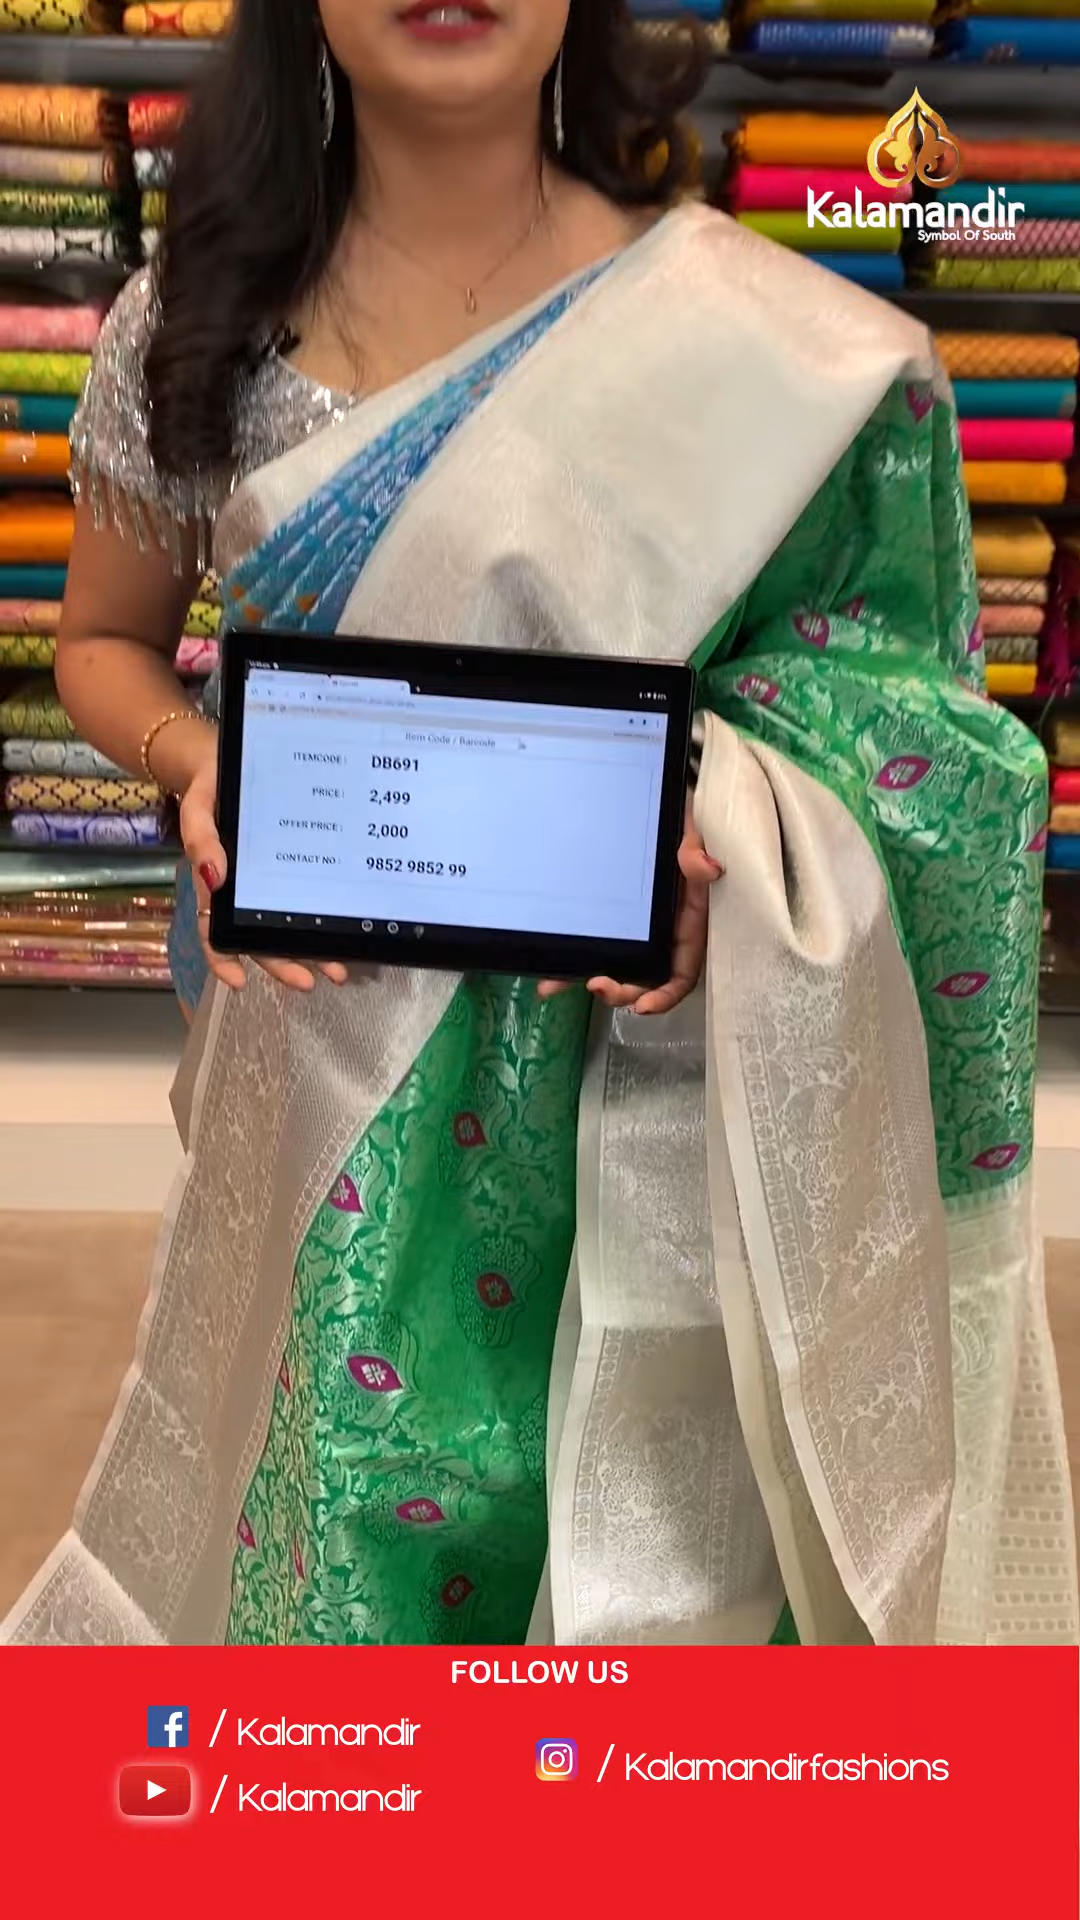 Kalamandir
Symbol Of South
Item Code / Barcode
ITEMCODE : DB691
PRICE : 2,499
OFFER PRICE : 2,000
CONTACT NO : 9852 9852 99
FOLLOW US
/ Kalamandir
/ Kalamandirfashions
/ Kalamandir